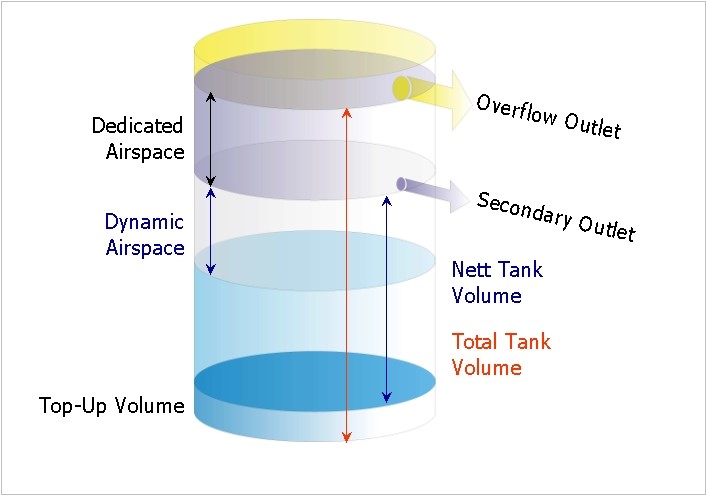 Overflow Outlet
Dedicated
Airspace
Secondary Outlet
Dynamic
Airspace
Nett Tank
Volume
Total Tank
Volume
Top-Up Volume